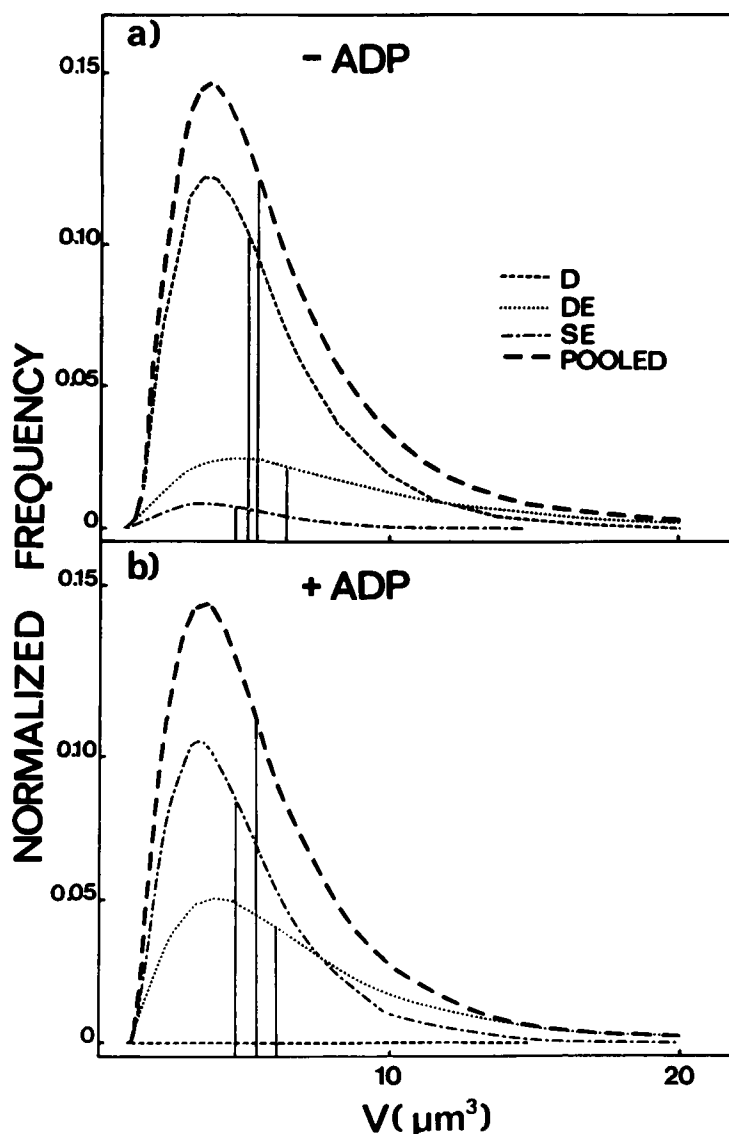 a)
- ADP
0.15
0.10
0.05
0
D
DE
SE
POOLED
b)
+ ADP
0.15
0.10
0.05
0
10
20
V(μm³)
NORMALIZED FREQUENCY